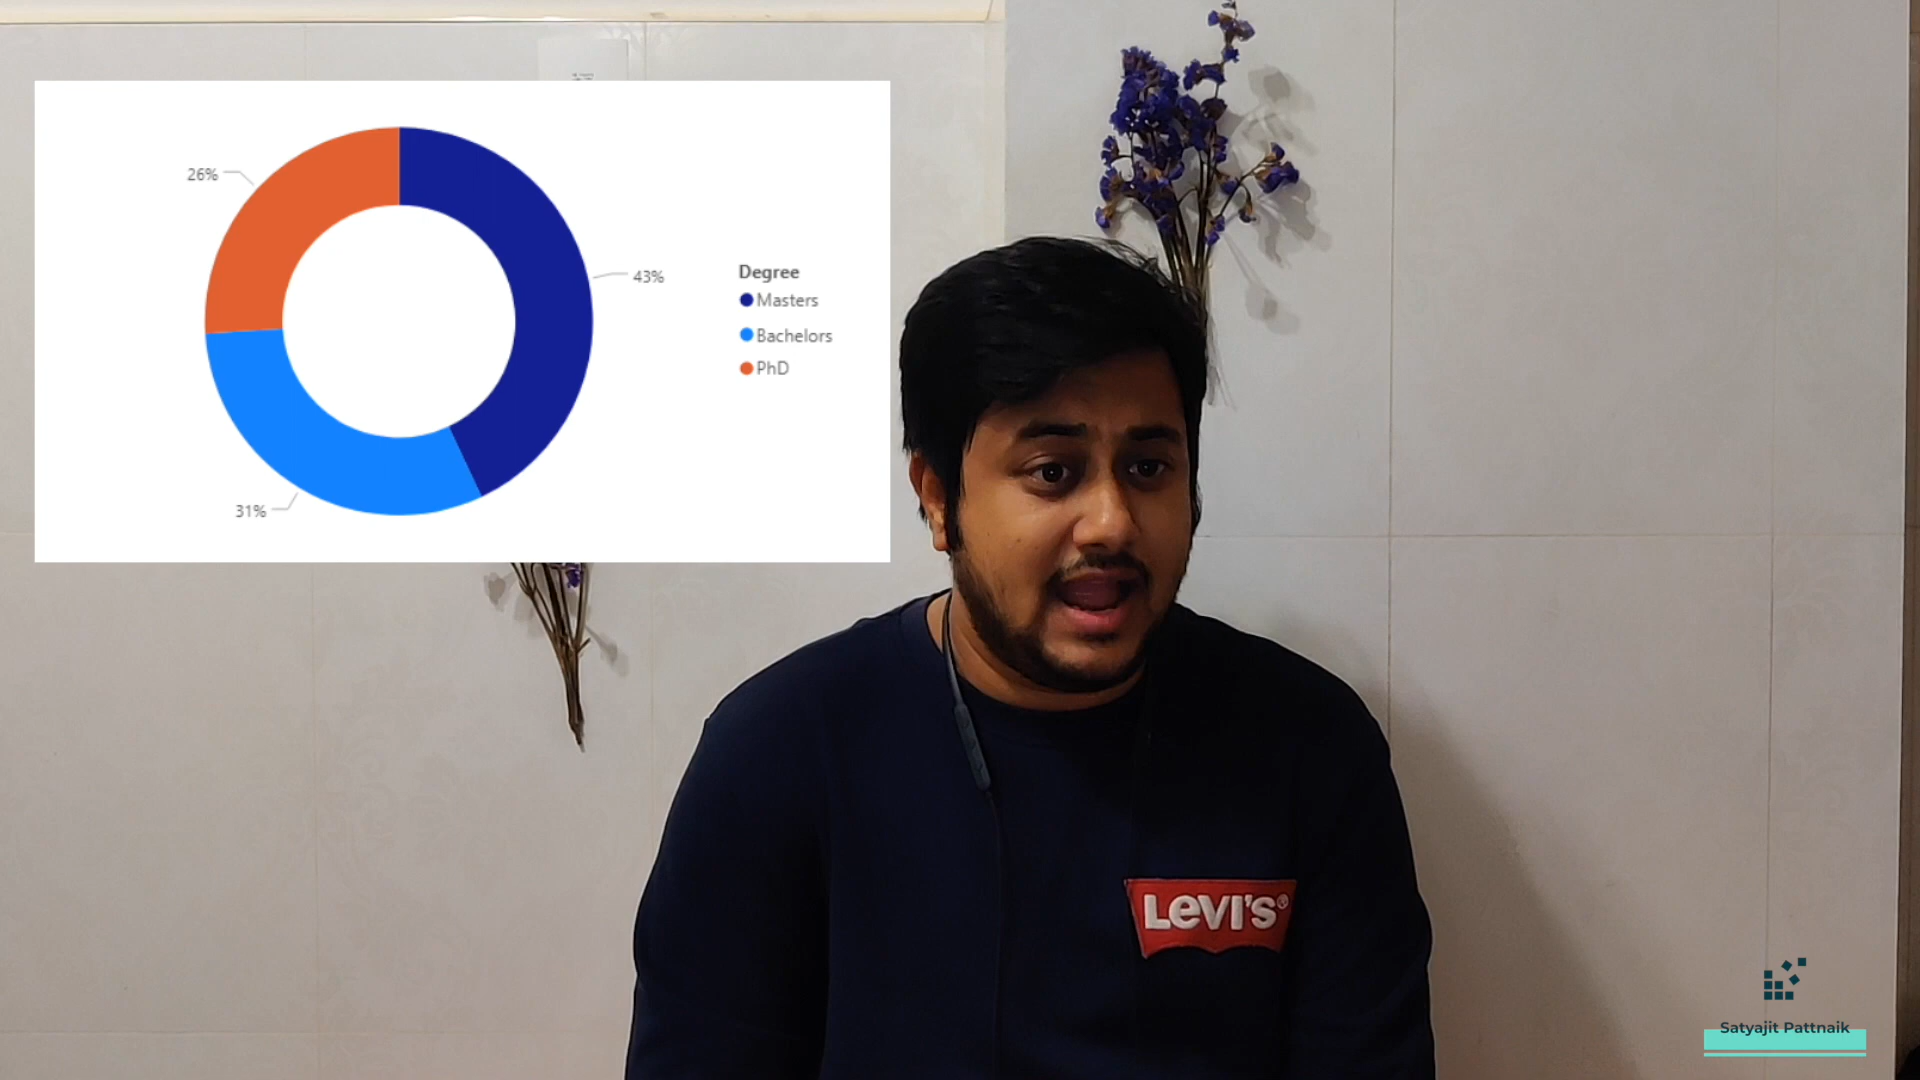 26%
43%
31%
Degree
Masters
Bachelors
PhD
LEVI'S®
Satyajit Pattnaik